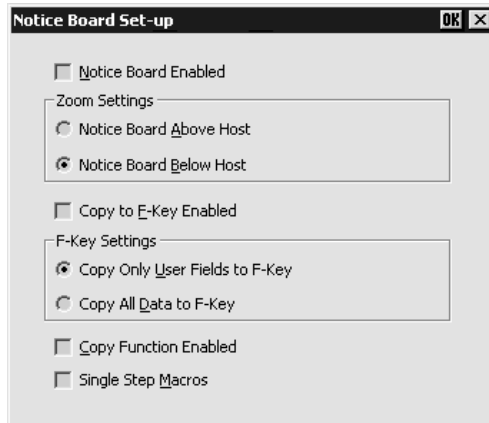 Notice Board Set-up OK
Notice Board Enabled
Zoom Settings
Notice Board Above Host
Notice Board Below Host
Copy to F-Key Enabled
F-Key Settings
Copy Only User Fields to F-Key
Copy All Data to F-Key
Copy Function Enabled
Single Step Macros